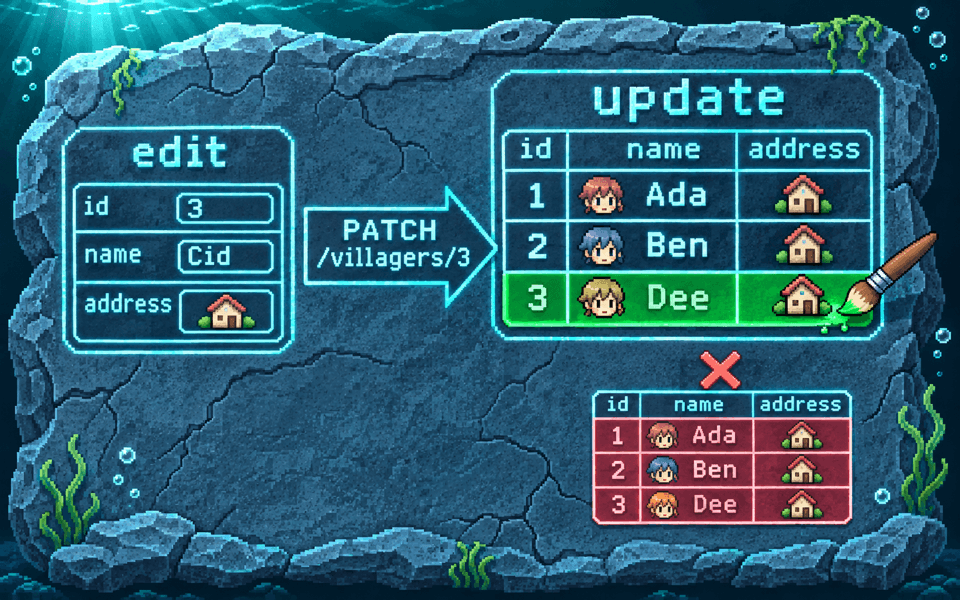 edit
id 3
name Cid
address
PATCH
/villagers/3
update
id name address
1 Ada
2 Ben
3 Dee
id name address
1 Ada
2 Ben
3 Dee